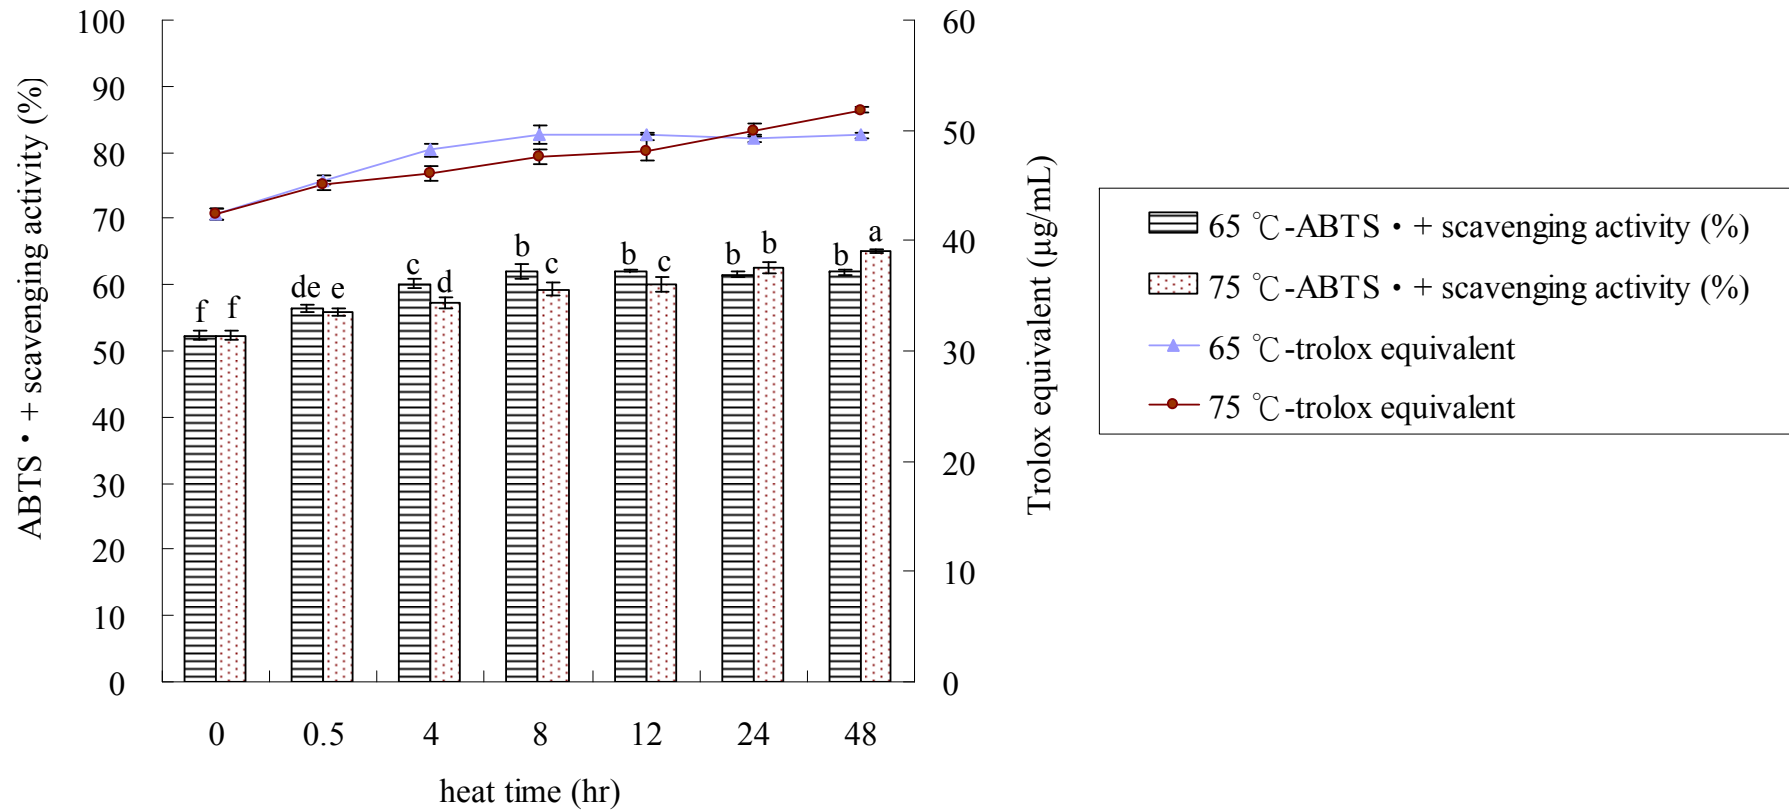 100
90
80
70
60
50
40
30
20
10
0
ABTS・+ scavenging activity (%)
60
50
40
30
20
10
0
Trolox equivalent (μg/mL)
f f de e c d b c b c b b b a
0 0.5 4 8 12 24 48
heat time (hr)
65 ℃-ABTS・+ scavenging activity (%)
75 ℃-ABTS・+ scavenging activity (%)
65 ℃-trolox equivalent
75 ℃-trolox equivalent